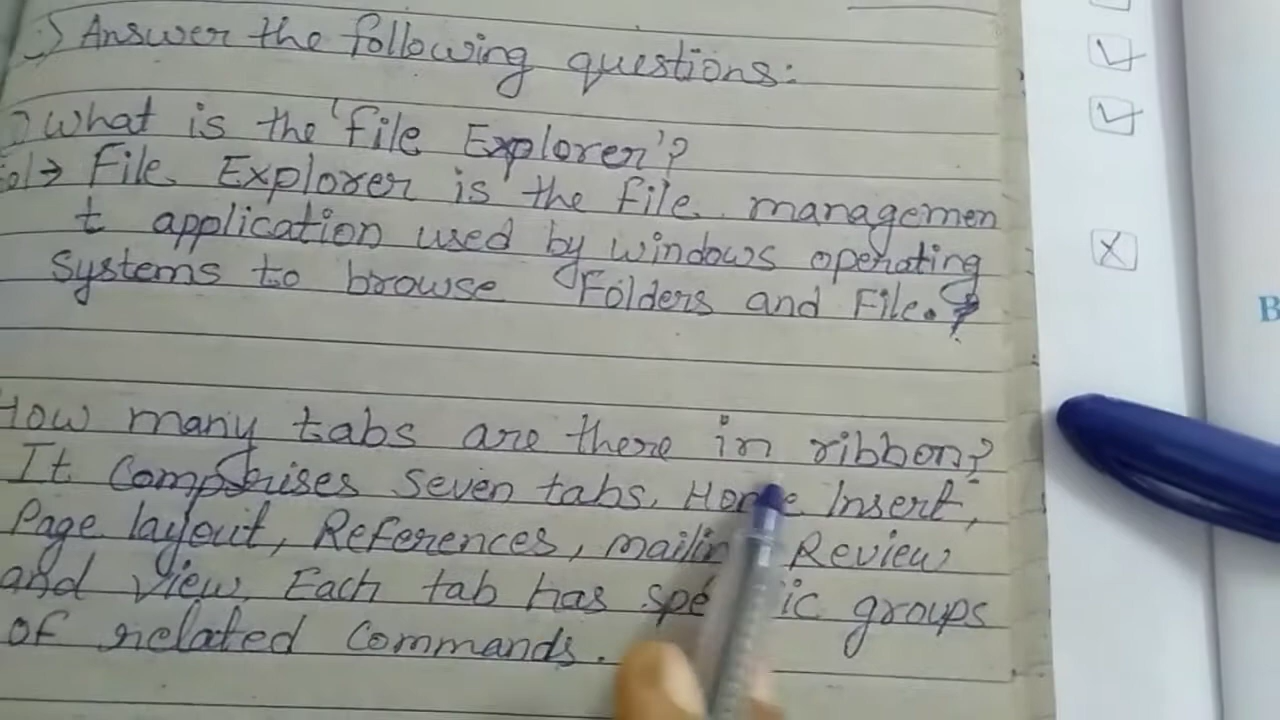 Answer the following questions:
What is the 'File Explorer'?
→ File Explorer is the file managemen
t application used by windows operating
systems to browse Folders and File.
How many tabs are there in ribbon?
It Comprises Seven tabs, Home Insert,
Page layout, References, mailin Review
and View. Each tab has spe ic groups
of related Commands.
B